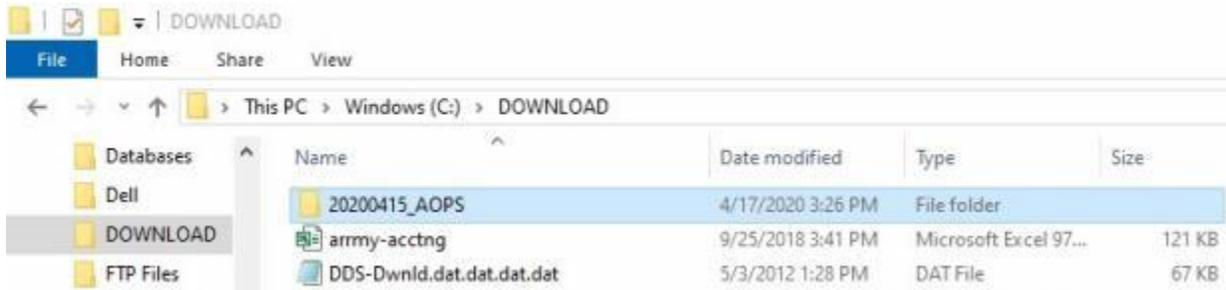 DOWNLOAD
File Home Share View
This PC > Windows (C:) > DOWNLOAD
Databases Name Date modified Type Size
Dell 20200415_AOPS 4/17/2020 3:26 PM File folder
DOWNLOAD arrmy-acctng 9/25/2018 3:41 PM Microsoft Excel 97... 121 KB
FTP Files DDS-Dwnld.dat.dat.dat.dat 5/3/2012 1:28 PM DAT File 67 KB